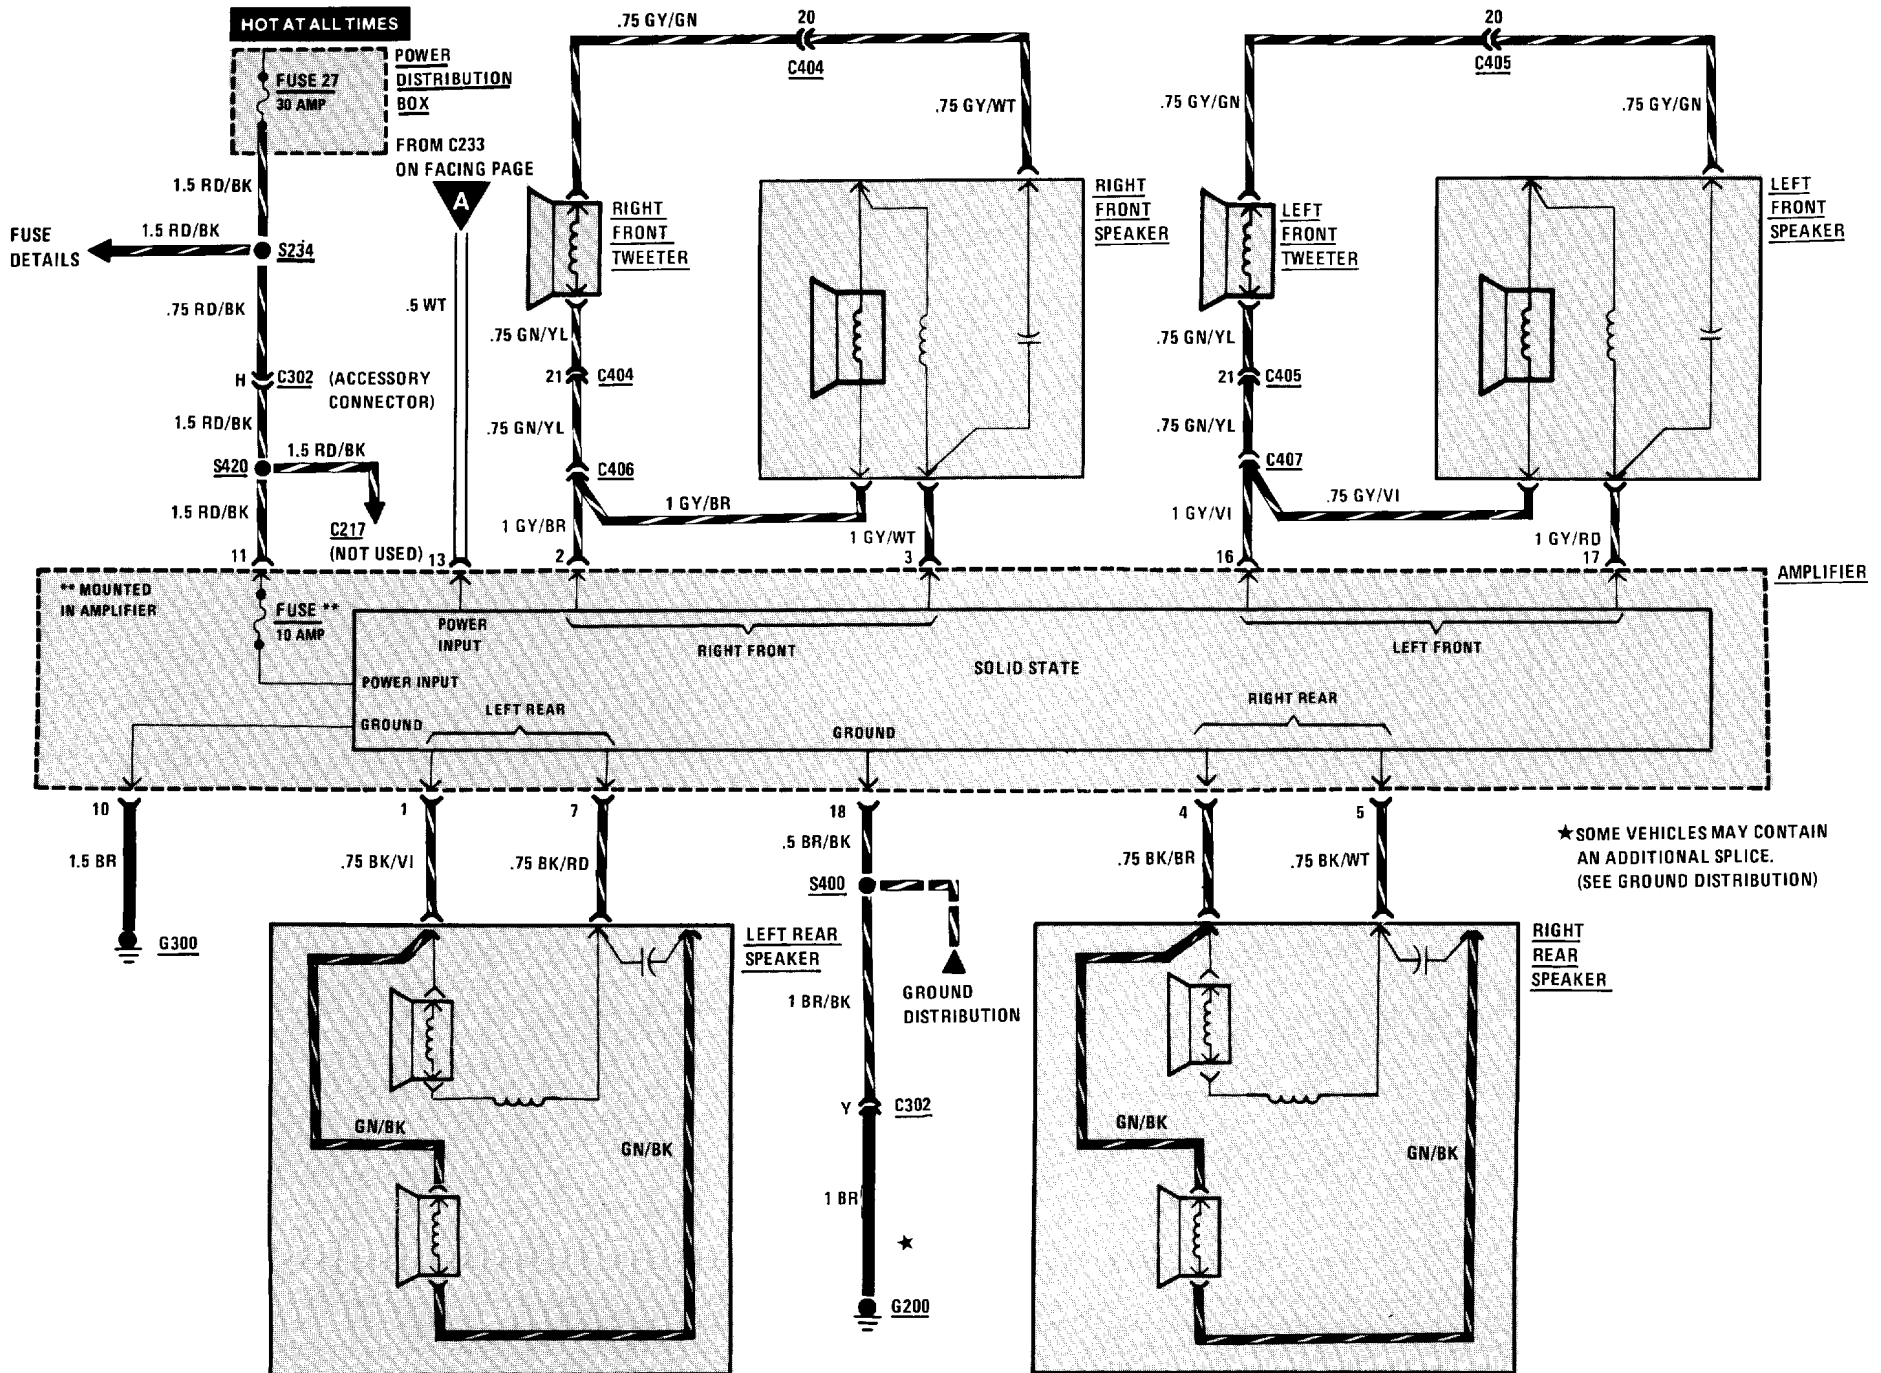 HOT AT ALL TIMES
FUSE 27
30 AMP
POWER
DISTRIBUTION
BOX
FROM C233
ON FACING PAGE
A
1.5 RD/BK
1.5 RD/BK
FUSE
DETAILS
S234
.75 RD/BK
H
C302
(ACCESSORY
CONNECTOR)
1.5 RD/BK
1.5 RD/BK
S420
1.5 RD/BK
C217
(NOT USED)
11
.5 WT
13
.75 GY/GN
20
C404
.75 GY/WT
RIGHT
FRONT
TWEETER
.75 GN/YL
21
C404
.75 GN/YL
C406
1 GY/BR
1 GY/BR
2
1 GY/WT
3
RIGHT
FRONT
SPEAKER
20
C405
.75 GY/GN
.75 GY/GN
LEFT
FRONT
TWEETER
.75 GN/YL
21
C405
.75 GN/YL
C407
.75 GY/VI
1 GY/VI
16
1 GY/RD
17
LEFT
FRONT
SPEAKER
AMPLIFIER
** MOUNTED
IN AMPLIFIER
FUSE **
10 AMP
POWER
INPUT
RIGHT FRONT
SOLID STATE
LEFT FRONT
POWER INPUT
GROUND
LEFT REAR
GROUND
RIGHT REAR
10
1
7
18
4
5
1.5 BR
.75 BK/VI
.75 BK/RD
.5 BR/BK
.75 BK/BR
.75 BK/WT
★SOME VEHICLES MAY CONTAIN
AN ADDITIONAL SPLICE.
(SEE GROUND DISTRIBUTION)
G300
S400
LEFT REAR
SPEAKER
GROUND
DISTRIBUTION
1 BR/BK
RIGHT
REAR
SPEAKER
Y
C302
GN/BK
GN/BK
1 BR
★
G200
GN/BK
GN/BK